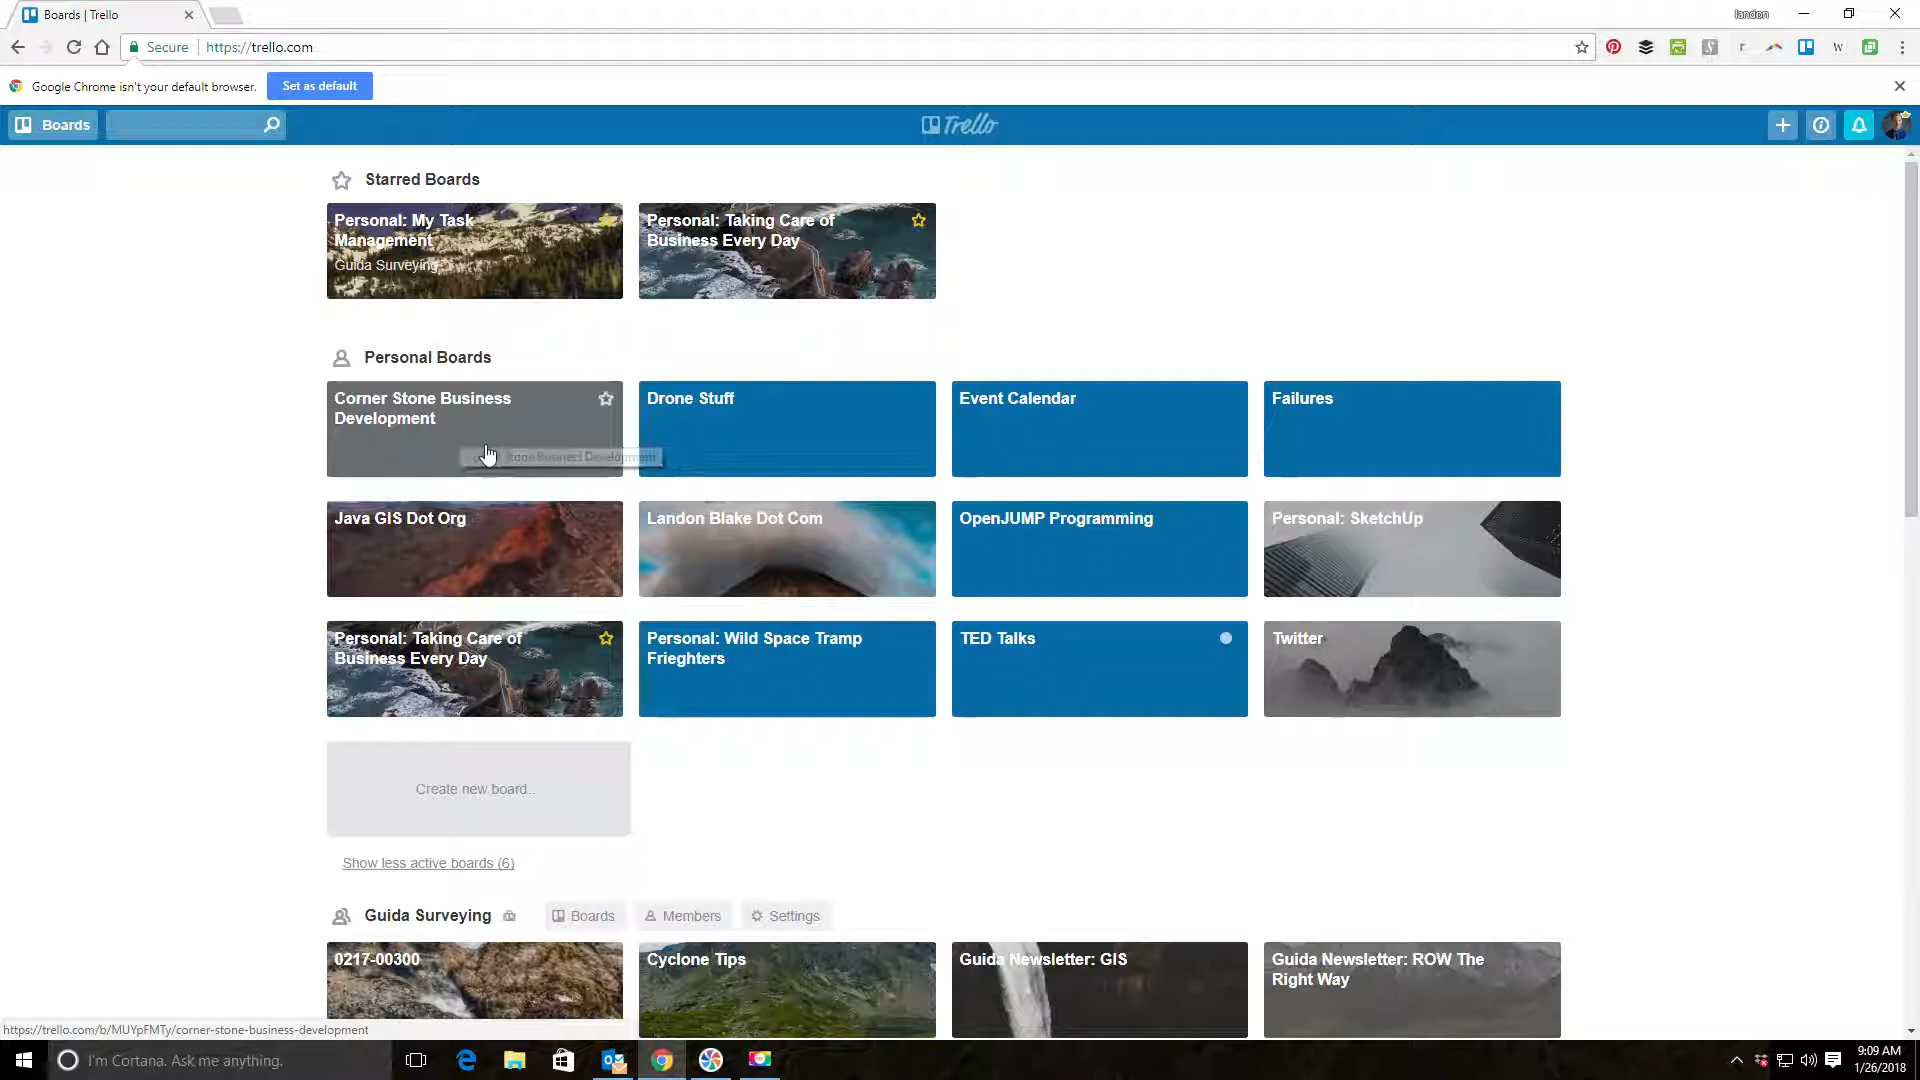 Boards | Trello
landon
Secure
https://trello.com
Google Chrome isn't your default browser.
Set as default
Boards
Trello
Starred Boards
Personal: My Task
Management
Guida Surveying
Personal: Taking Care of
Business Every Day
Personal Boards
Corner Stone Business
Development
Drone Stuff
Event Calendar
Failures
Java GIS Dot Org
Landon Blake Dot Com
OpenJUMP Programming
Personal: SketchUp
Personal: Taking Care of
Business Every Day
Personal: Wild Space Tramp
Frieghters
TED Talks
Twitter
Create new board...
Show less active boards (6)
Guida Surveying
Boards
Members
Settings
0217-00300
Cyclone Tips
Guida Newsletter: GIS
Guida Newsletter: ROW The
Right Way
https://trello.com/b/MUYpFMTy/corner-stone-business-development
I'm Cortana. Ask me anything.
9:09 AM
1/26/2018